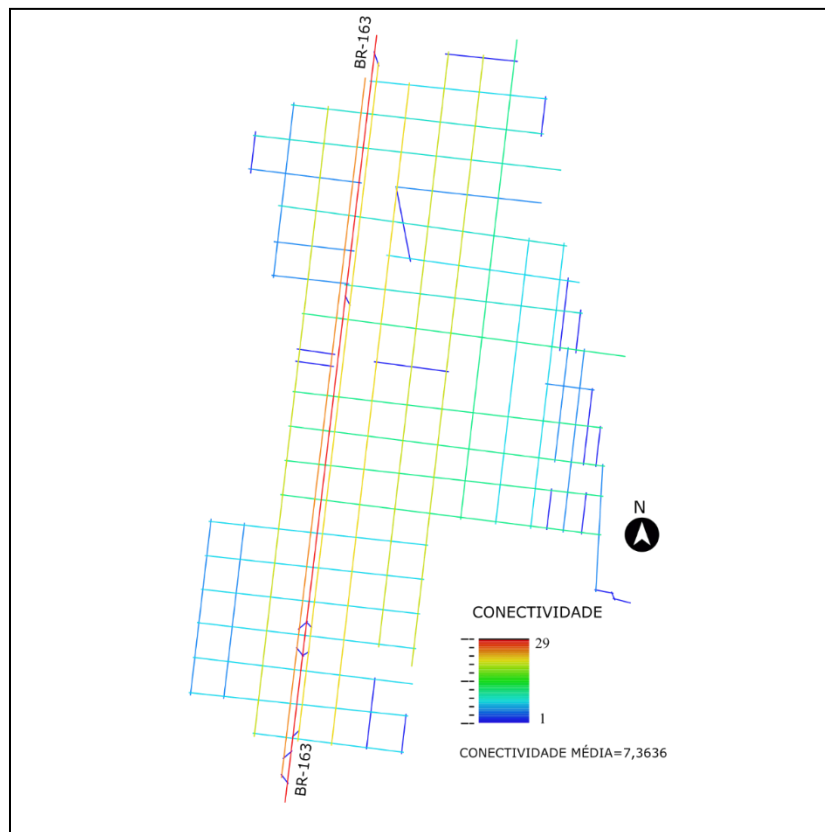 BR-163
N
CONECTIVIDADE
29
1
CONECTIVIDADE MÉDIA=7,3636
BR-163